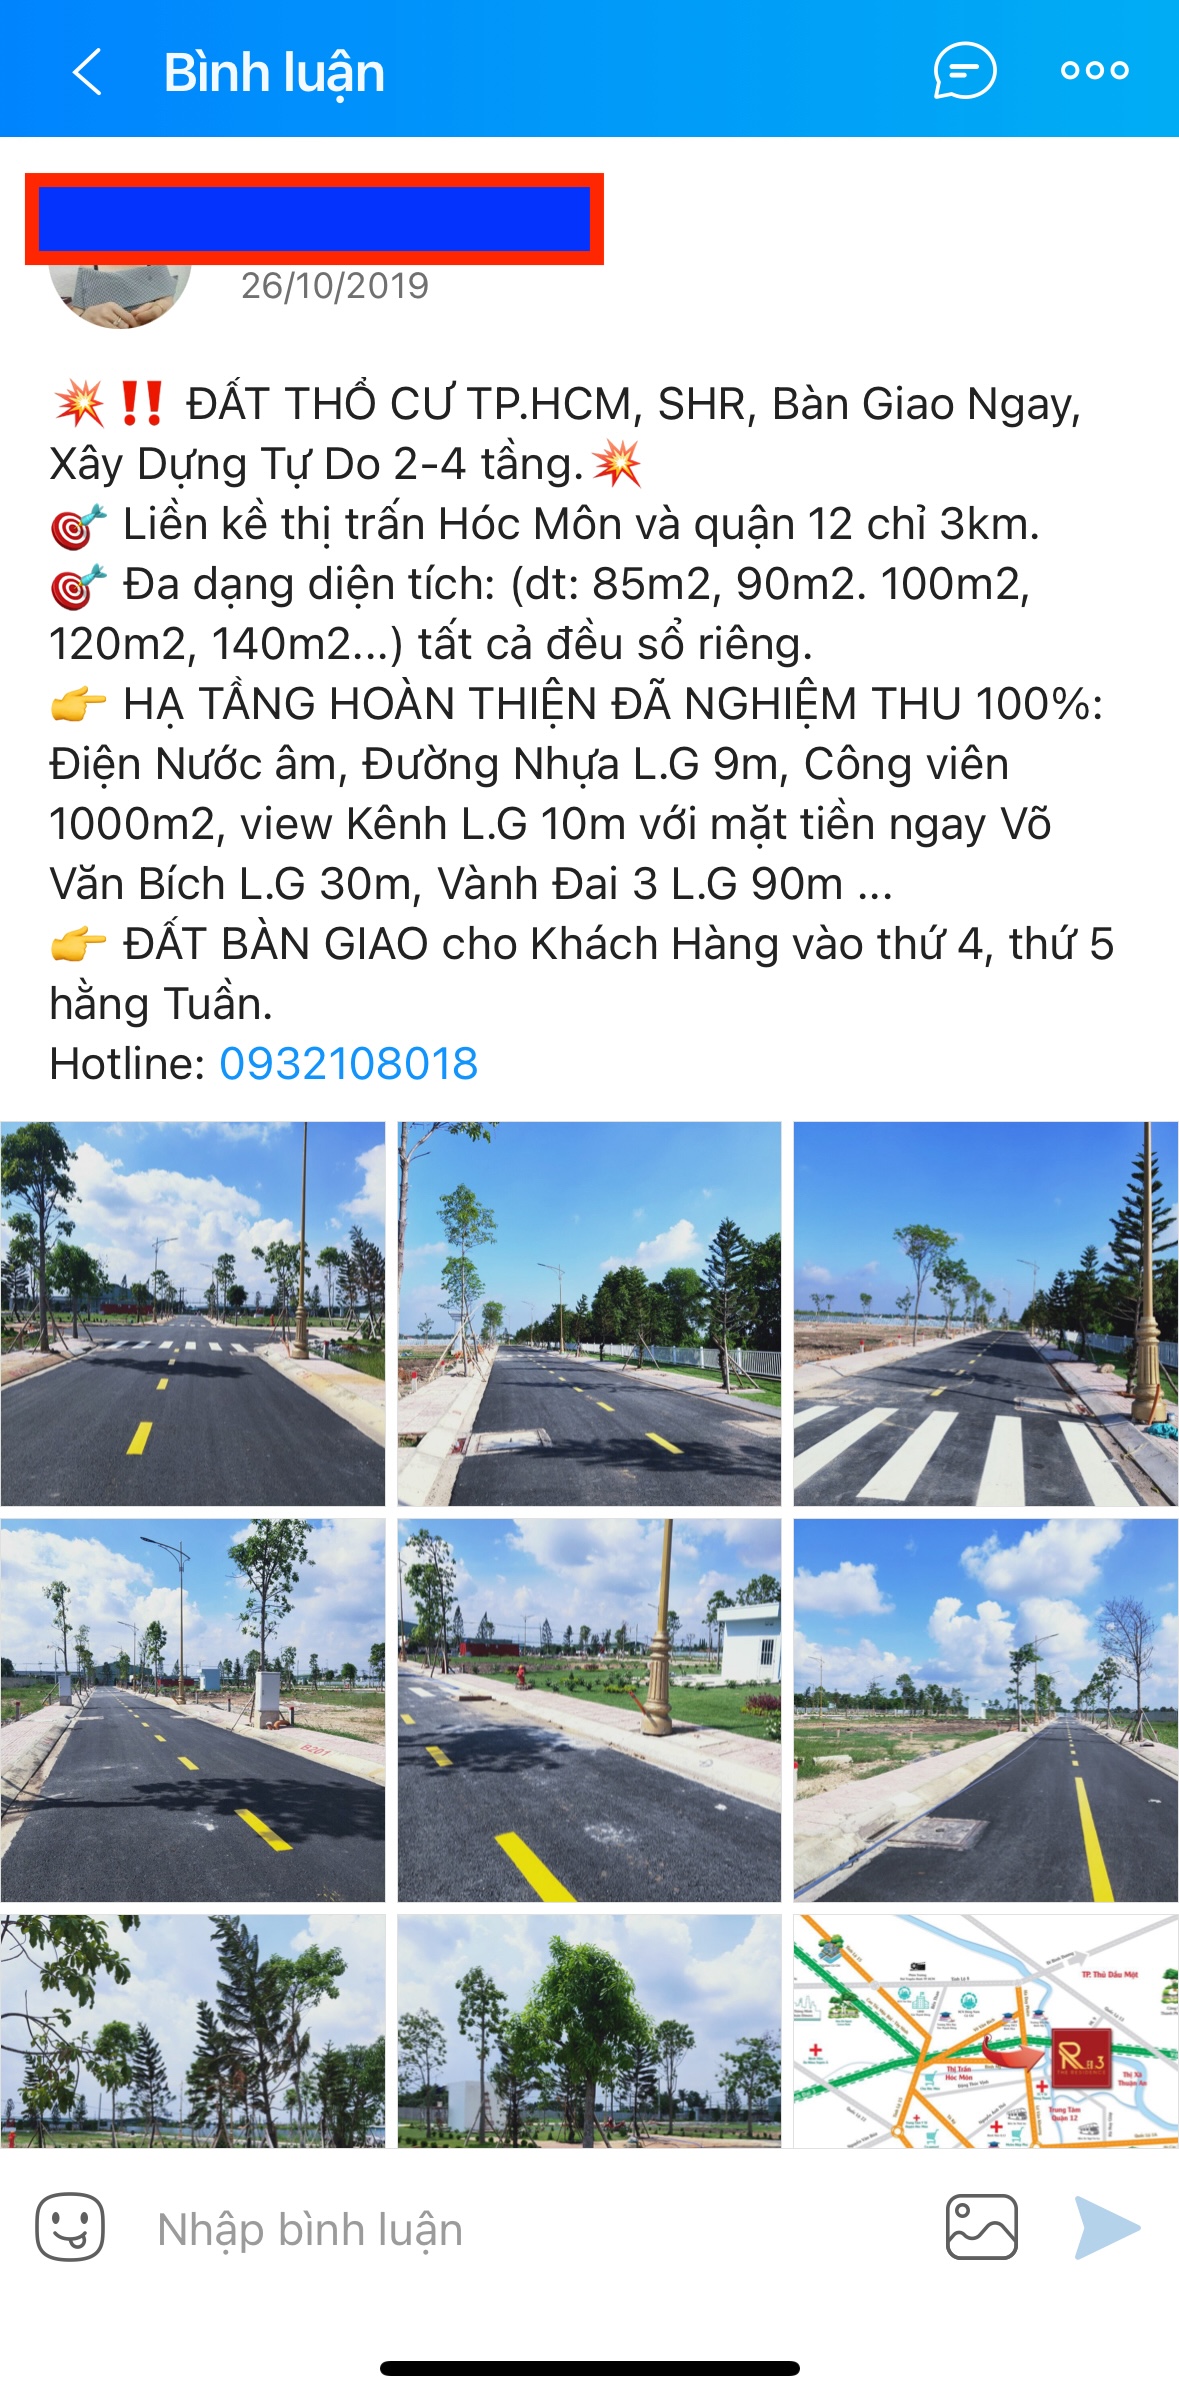 Bình luận
26/10/2019
💥‼️ ĐẤT THỔ CƯ TP.HCM, SHR, Bàn Giao Ngay,
Xây Dựng Tự Do 2-4 tầng.💥
🎯 Liền kề thị trấn Hóc Môn và quận 12 chỉ 3km.
🎯 Đa dạng diện tích: (dt: 85m2, 90m2. 100m2,
120m2, 140m2...) tất cả đều sổ riêng.
👉 HẠ TẦNG HOÀN THIỆN ĐÃ NGHIỆM THU 100%:
Điện Nước âm, Đường Nhựa L.G 9m, Công viên
1000m2, view Kênh L.G 10m với mặt tiền ngay Võ
Văn Bích L.G 30m, Vành Đai 3 L.G 90m ...
👉 ĐẤT BÀN GIAO cho Khách Hàng vào thứ 4, thứ 5
hằng Tuần.
Hotline: 0932108018
B201
TP. Thủ Dầu Một
Thị Trấn
Hóc Môn
Thị Xã
Thuận An
Trung Tâm
Quận 12
Nhập bình luận